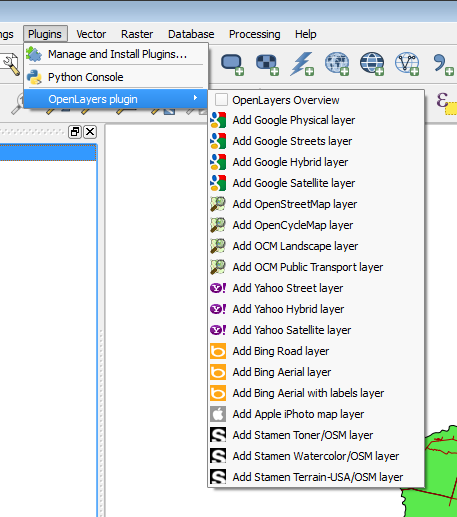 gs Plugins Vector Raster Database Processing Help
Manage and Install Plugins...
Python Console
OpenLayers plugin
OpenLayers Overview
Add Google Physical layer
Add Google Streets layer
Add Google Hybrid layer
Add Google Satellite layer
Add OpenStreetMap layer
Add OpenCycleMap layer
Add OCM Landscape layer
Add OCM Public Transport layer
Add Yahoo Street layer
Add Yahoo Hybrid layer
Add Yahoo Satellite layer
Add Bing Road layer
Add Bing Aerial layer
Add Bing Aerial with labels layer
Add Apple iPhoto map layer
Add Stamen Toner/OSM layer
Add Stamen Watercolor/OSM layer
Add Stamen Terrain-USA/OSM layer